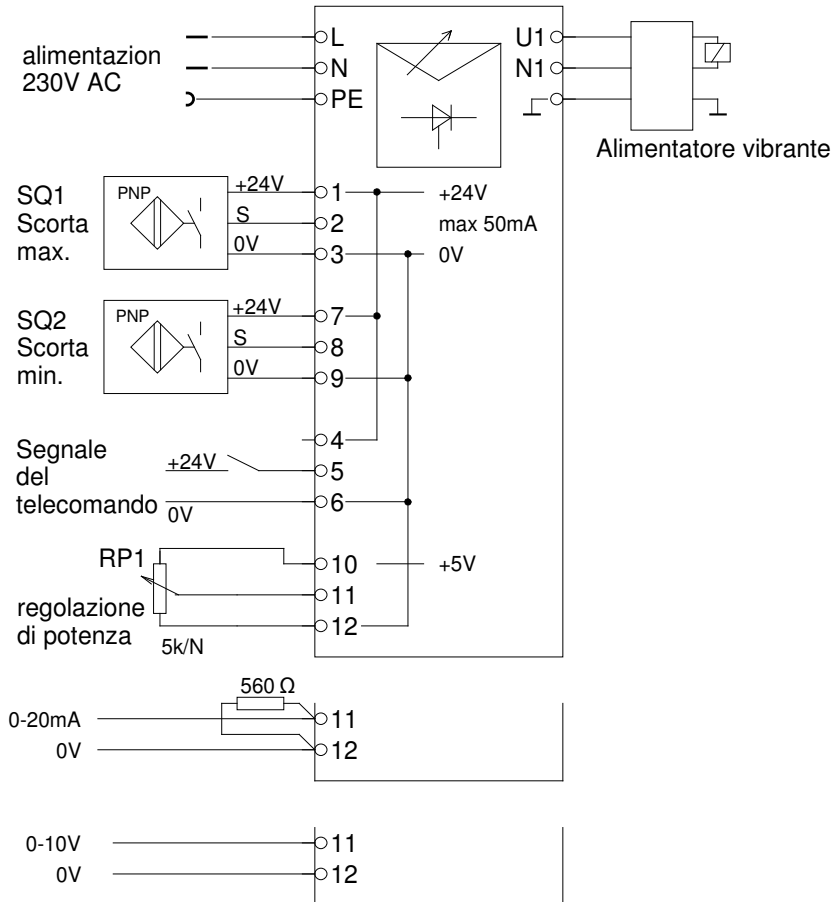 alimentazion
230V AC
L
N
PE
U1
N1
Alimentatore vibrante
SQ1
Scorta
max.
PNP
+24V
S
0V
1
2
3
+24V
max 50mA
0V
SQ2
Scorta
min.
PNP
+24V
S
0V
7
8
9
Segnale
del
telecomando
+24V
0V
4
5
6
RP1
regolazione
di potenza
5k/N
10
11
12
+5V
560 Ω
0-20mA
0V
11
12
0-10V
0V
11
12